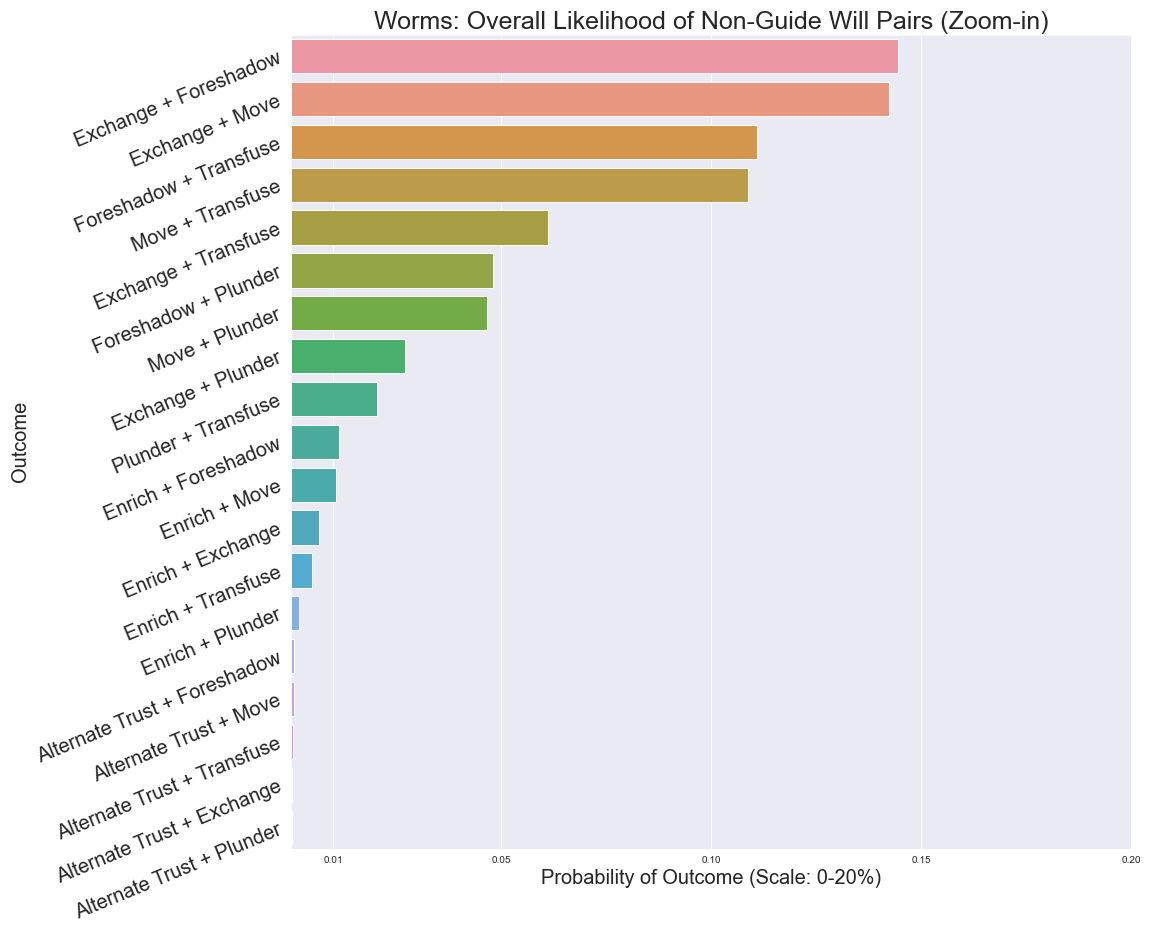 Worms: Overall Likelihood of Non-Guide Will Pairs (Zoom-in)
Outcome
Exchange + Foreshadow
Exchange + Move
Foreshadow + Transfuse
Move + Transfuse
Exchange + Transfuse
Foreshadow + Plunder
Move + Plunder
Exchange + Plunder
Plunder + Transfuse
Enrich + Foreshadow
Enrich + Move
Enrich + Exchange
Enrich + Transfuse
Enrich + Plunder
Alternate Trust + Foreshadow
Alternate Trust + Move
Alternate Trust + Transfuse
Alternate Trust + Exchange
Alternate Trust + Plunder
0.01 0.05 0.10 0.15 0.20
Probability of Outcome (Scale: 0-20%)